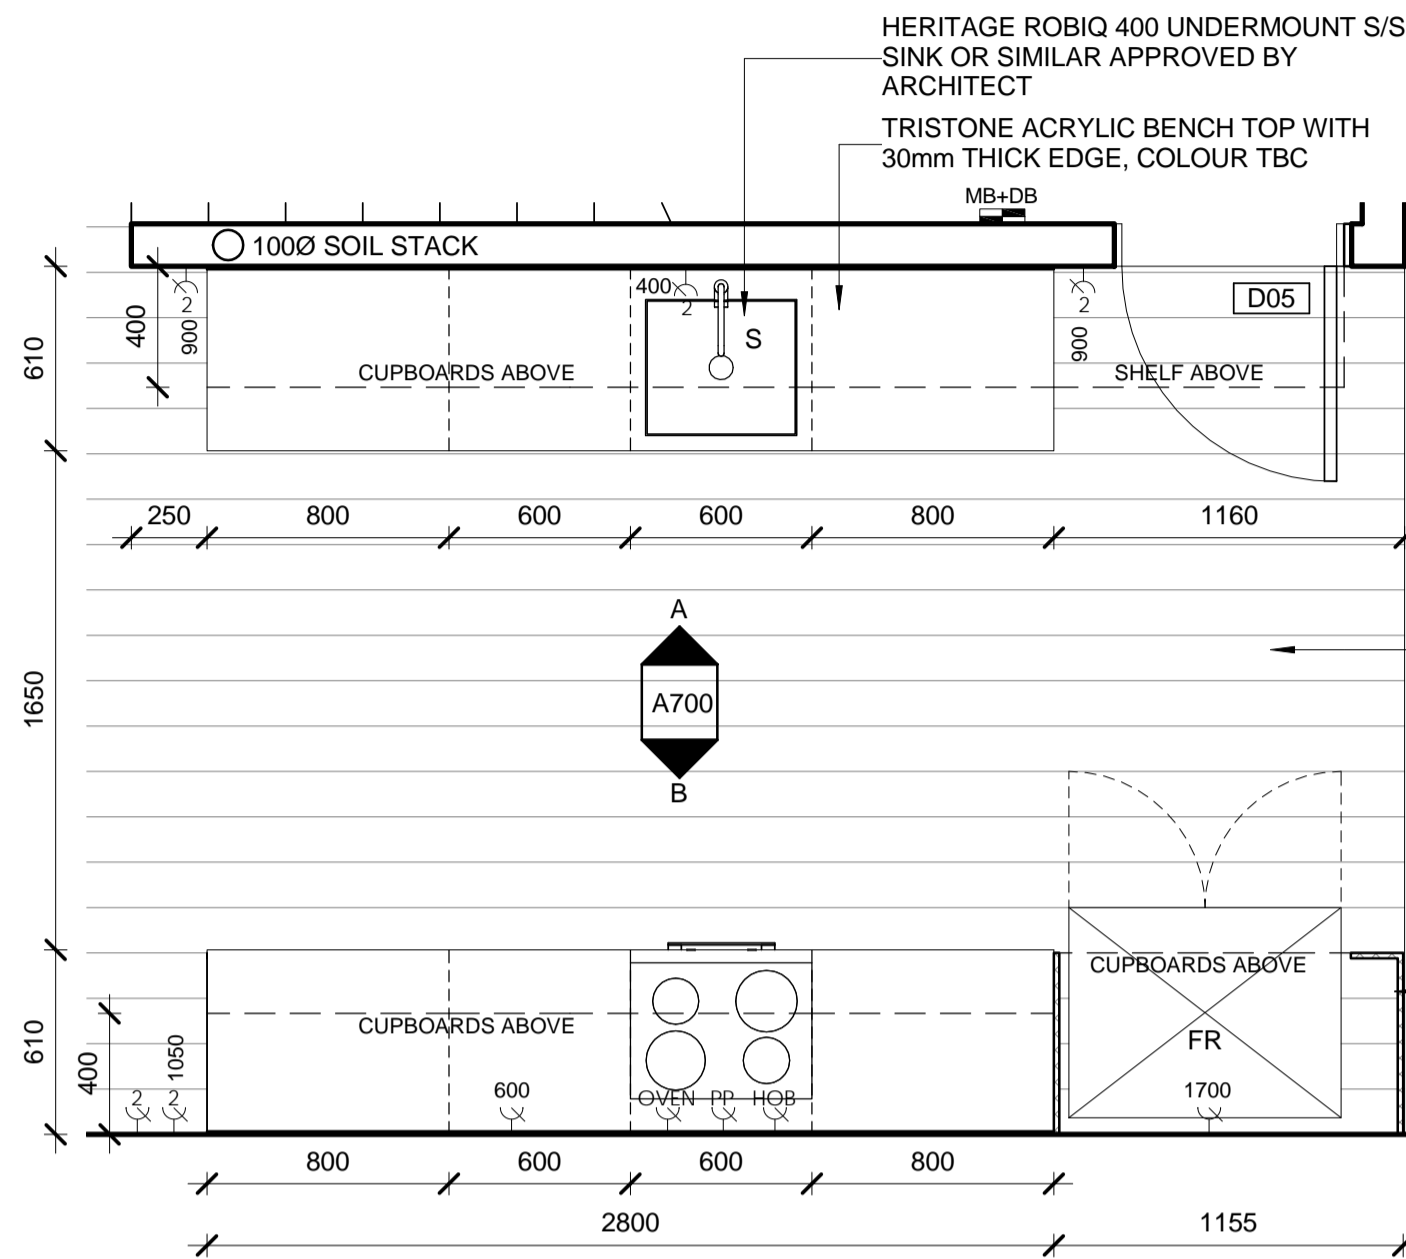 HERITAGE ROBIQ 400 UNDERMOUNT S/S
SINK OR SIMILAR APPROVED BY
ARCHITECT
TRISTONE ACRYLIC BENCH TOP WITH
30mm THICK EDGE, COLOUR TBC
MB+DB
100Ø SOIL STACK
610
400
2
900
400
2
S
2
900
D05
CUPBOARDS ABOVE
SHELF ABOVE
250
800
600
600
800
1160
1650
A
A700
B
610
400
CUPBOARDS ABOVE
CUPBOARDS ABOVE
FR
2
2
1050
600
OVEN
PP
HOB
1700
800
600
600
800
2800
1155